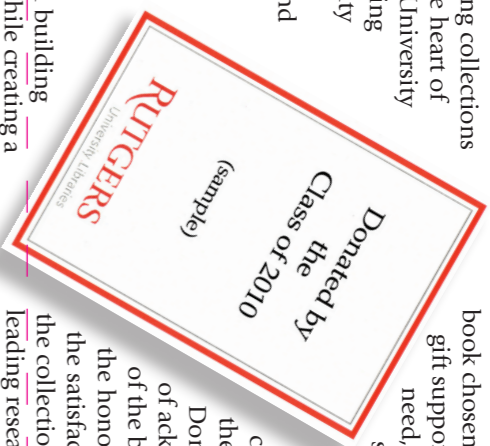 ng collections
e heart of
University
ing
ty
nd
building
hile creating a
Donated by
the
Class of 2010
(sample)
RUTGERS
University Libraries
book chosen
gift suppor
need,
the
Don
of ack
of the b
the hono
the satisfac
the collectio
leading resea